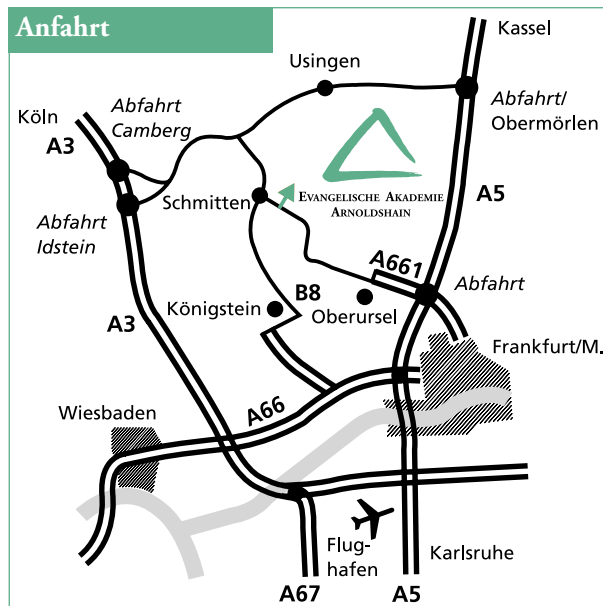 Anfahrt
Kassel
Usingen
Köln
A3
Abfahrt
Camberg
Abfahrt/
Obermörlen
Schmitten
EVANGELISCHE AKADEMIE
ARNOLDSHAIN
A5
Abfahrt
Idstein
A661
Abfahrt
B8
Königstein
Oberursel
A3
Frankfurt/M.
Wiesbaden
A66
Flug-
hafen
Karlsruhe
A67
A5